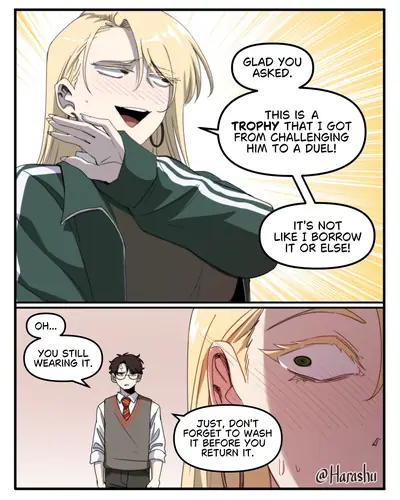 GLAD YOU
ASKED.
THIS IS A
TROPHY THAT I GOT
FROM CHALLENGING
HIM TO A DUEL!
IT'S NOT
LIKE I BORROW
IT OR ELSE!
OH...
YOU STILL
WEARING IT.
JUST, DON'T
FORGET TO WASH
IT BEFORE YOU
RETURN IT.
@Harashu